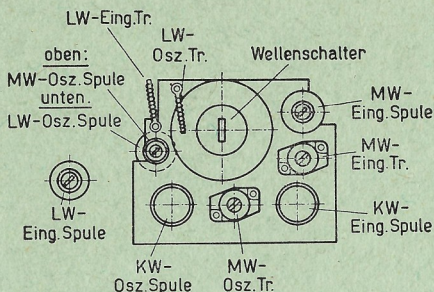 LW-Eing.Tr.
LW-
Osz.Tr.
Wellenschalter
oben:
MW-Osz.Spule
unten.
LW-Osz.Spule
MW-
Eing.Spule
MW-
Eing.Tr.
LW-
Eing.Spule
KW-
Eing.Spule
KW-
Osz.Spule
MW-
Osz.Tr.